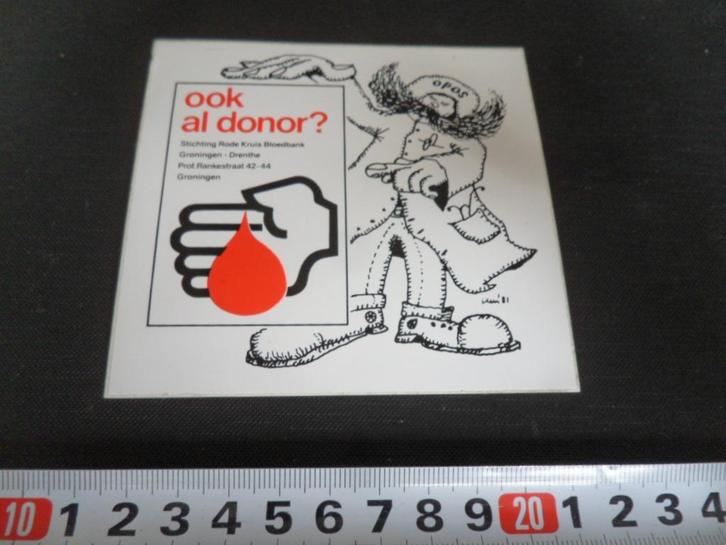 ook
al donor?
Stichting Rode Kruis Bloedbank
Groningen - Drenthe
Prof. Rankestraat 42-44
Groningen
opos
10 1 2 3 4 5 6 7 8 9 20 1 2 3 4